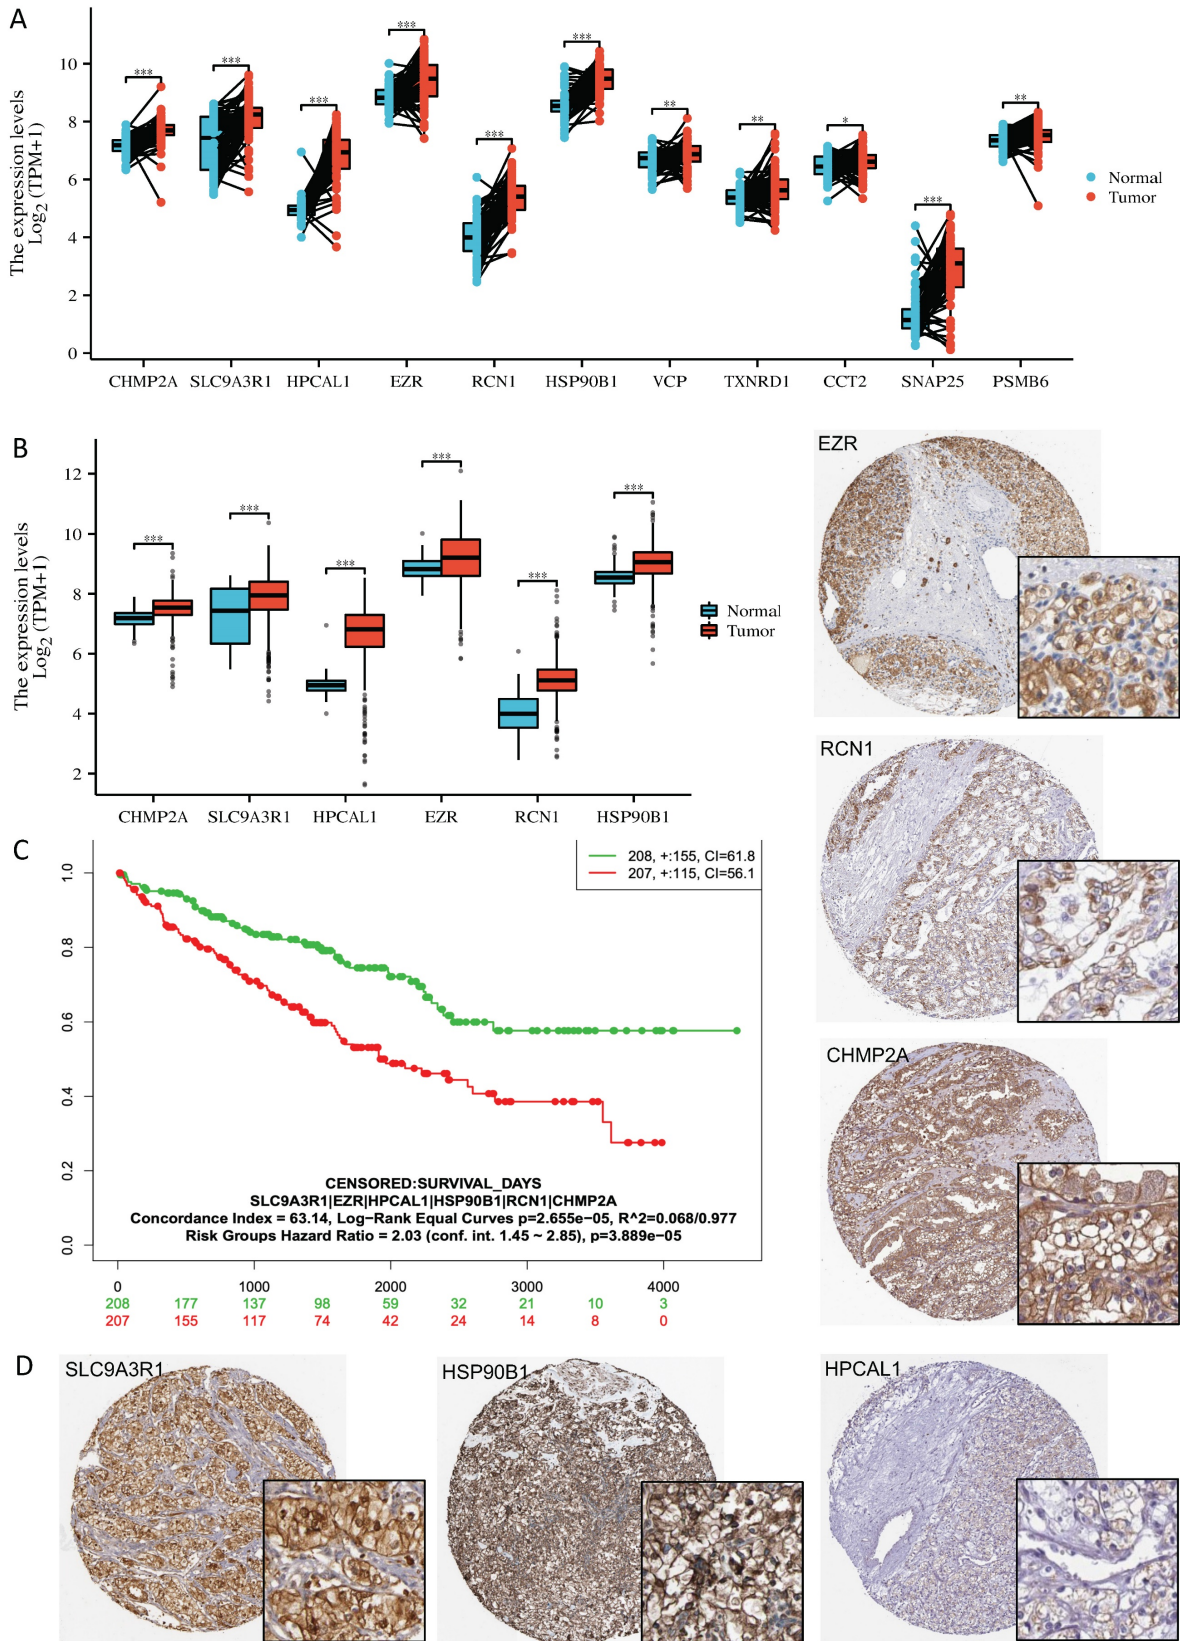 A
The expression levels
Log2 (TPM+1)
10
8
6
4
2
0
*** *** *** *** *** *** ** ** * *** **
CHMP2A SLC9A3R1 HPCAL1 EZR RCN1 HSP90B1 VCP TXNRD1 CCT2 SNAP25 PSMB6
Normal
Tumor
B
The expression levels
Log2 (TPM+1)
12
10
8
6
4
2
*** *** *** *** *** ***
CHMP2A SLC9A3R1 HPCAL1 EZR RCN1 HSP90B1
Normal
Tumor
EZR
RCN1
CHMP2A
C
208, +:155, CI=61.8
207, +:115, CI=56.1
1.0
0.8
0.6
0.4
0.2
0.0
CENSORED:SURVIVAL_DAYS
SLC9A3R1|EZR|HPCAL1|HSP90B1|RCN1|CHMP2A
Concordance Index = 63.14, Log−Rank Equal Curves p=2.655e−05, R^2=0.068/0.977
Risk Groups Hazard Ratio = 2.03 (conf. int. 1.45 ~ 2.85), p=3.889e−05
0 1000 2000 3000 4000
208 177 137 98 59 32 21 10 3
207 155 117 74 42 24 14 8 0
D
SLC9A3R1
HSP90B1
HPCAL1